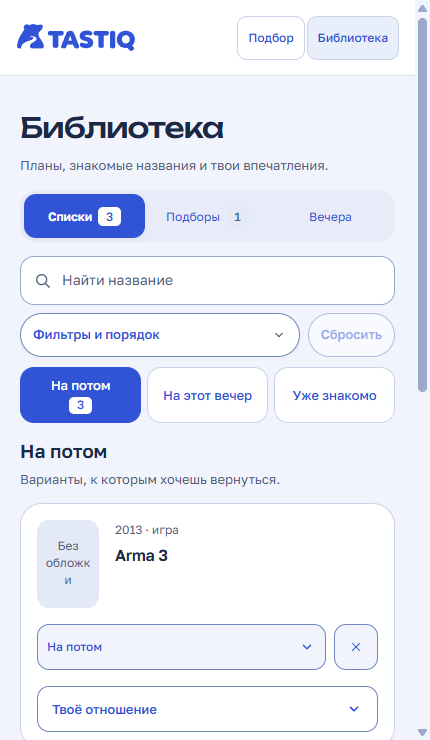 TASTIQ
Подбор
Библиотека
Библиотека
Планы, знакомые названия и твои впечатления.
Списки 3
Подборы 1
Вечера
Найти название
Фильтры и порядок
Сбросить
На потом
3
На этот вечер
Уже знакомо
На потом
Варианты, к которым хочешь вернуться.
Без
обложк
и
2013 · игра
Arma 3
На потом
Твоё отношение